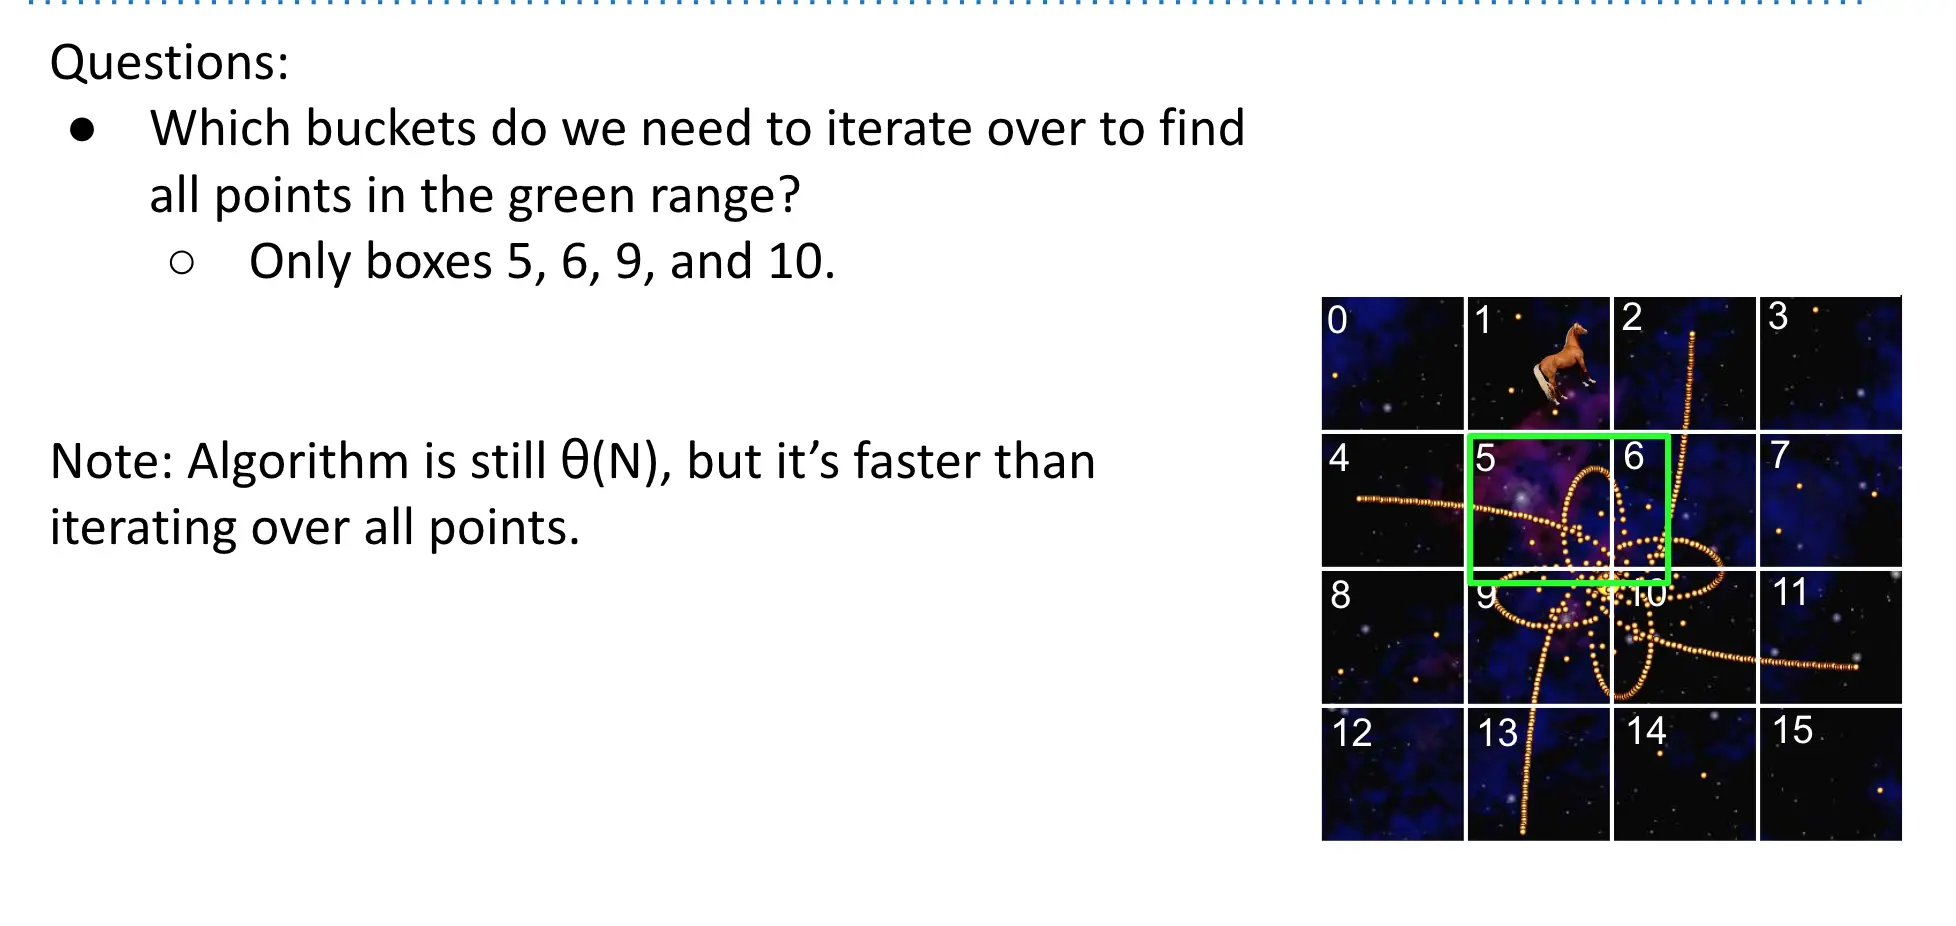 Questions:
● Which buckets do we need to iterate over to find
all points in the green range?
○ Only boxes 5, 6, 9, and 10.
Note: Algorithm is still θ(N), but it’s faster than
iterating over all points.
0 1 2 3
4 5 6 7
8 9 10 11
12 13 14 15